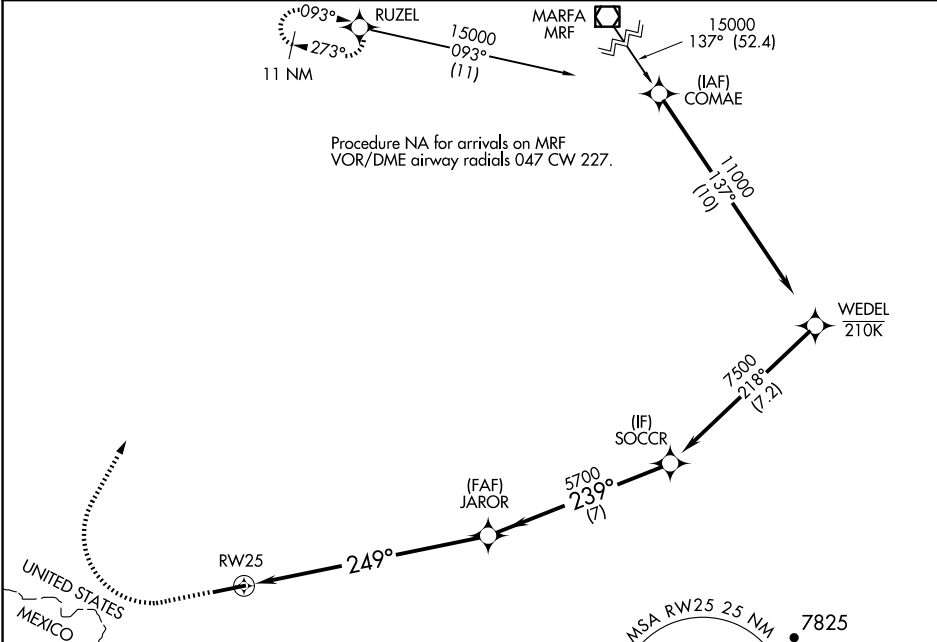 093°
RUZEL
273°
11 NM
15000
093°
(11)
MARFA
MRF
15000
137° (52.4)
(IAF)
COMAE
Procedure NA for arrivals on MRF
VOR/DME airway radials 047 CW 227.
11000
137°
(10)
WEDEL
210K
7500
218°
(7.2)
(IF)
SOCCR
5700
239°
(7)
(FAF)
JAROR
249°
RW25
UNITED STATES
MEXICO
MSA RW25 25 NM
7825